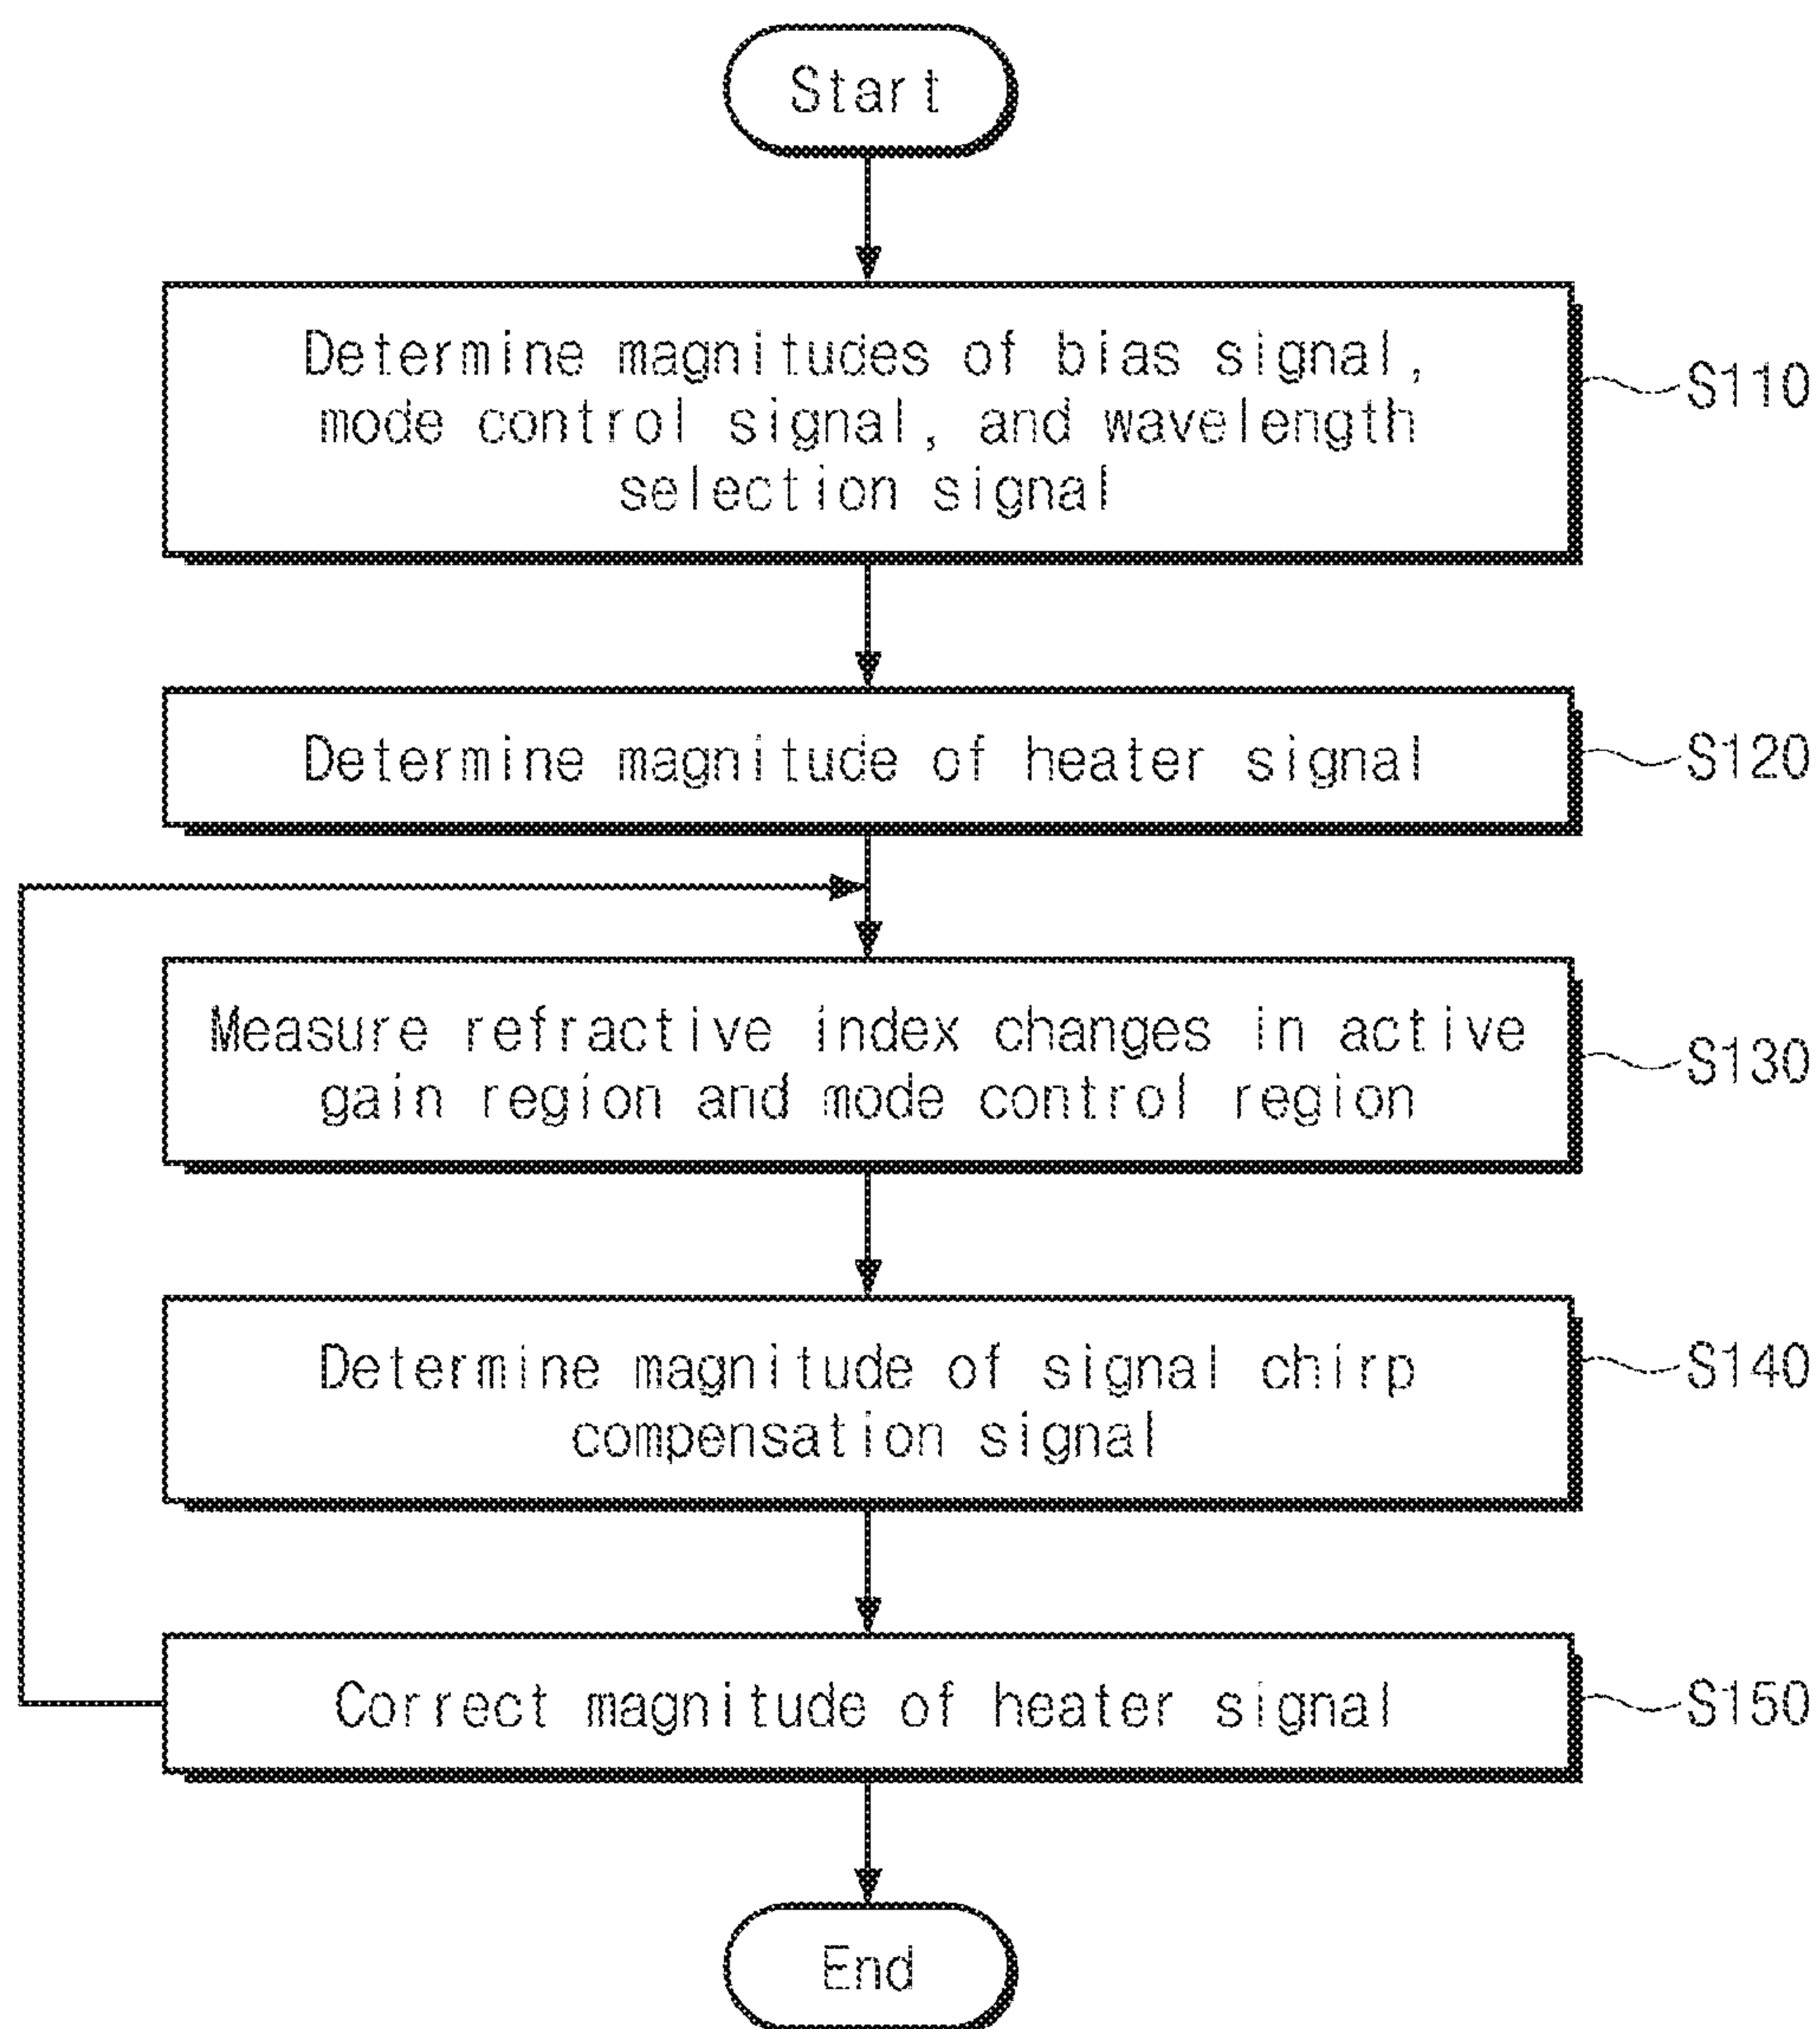 Start
Determine magnitudes of bias signal,
mode control signal, and wavelength
selection signal
S110
Determine magnitude of heater signal
S120
Measure refractive index changes in active
gain region and mode control region
S130
Determine magnitude of signal chirp
compensation signal
S140
Correct magnitude of heater signal
S150
End